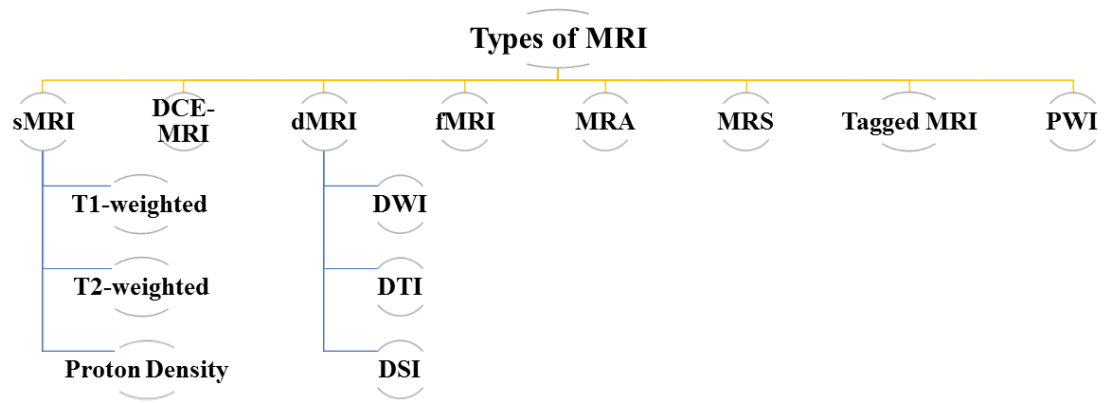 Types of MRI
sMRI
DCE-
MRI
dMRI
fMRI
MRA
MRS
Tagged MRI
PWI
T1-weighted
T2-weighted
Proton Density
DWI
DTI
DSI